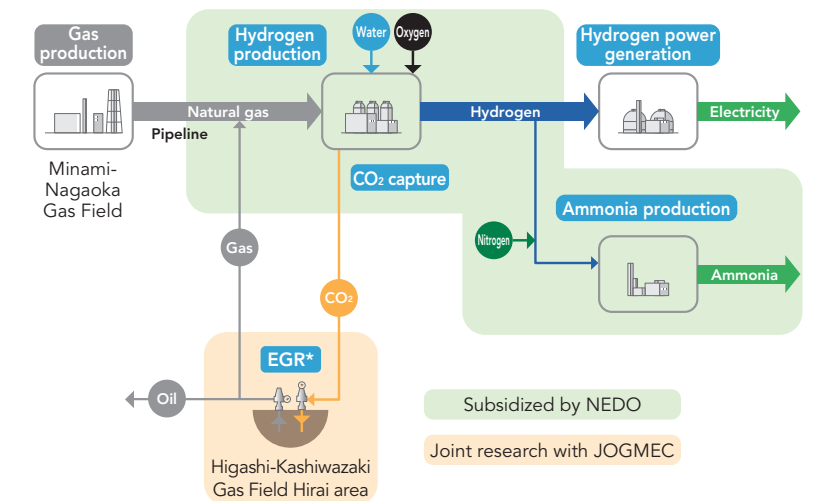 Gas
production
Hydrogen
production
Water
Oxygen
Hydrogen power
generation
Natural gas
Pipeline
Hydrogen
Electricity
Minami-
Nagaoka
Gas Field
CO₂ capture
Ammonia production
Nitrogen
Gas
Ammonia
CO₂
EGR*
Oil
Subsidized by NEDO
Joint research with JOGMEC
Higashi-Kashiwazaki
Gas Field Hirai area